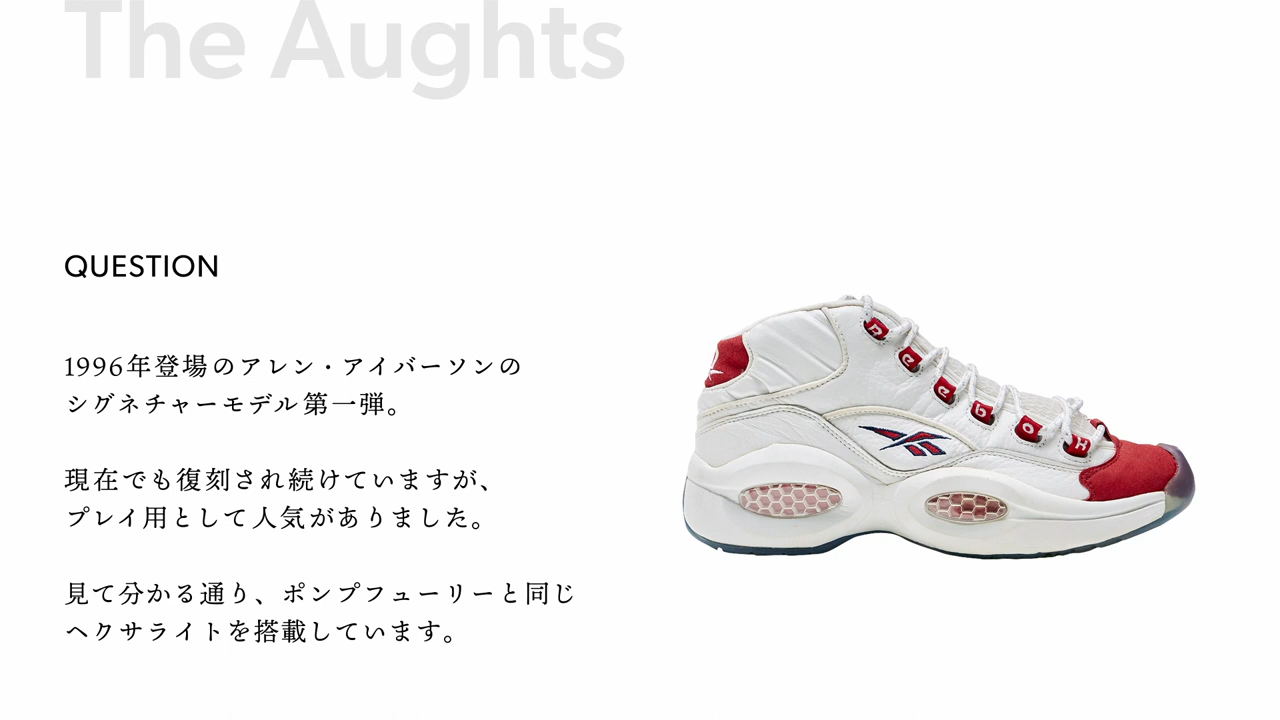 The Aughts
QUESTION
1996年登場のアレン・アイバーソンの
シグネチャーモデル第一弾。
現在でも復刻され続けていますが、
プレイ用として人気がありました。
見て分かる通り、ポンプフューリーと同じ
ヘクサライトを搭載しています。